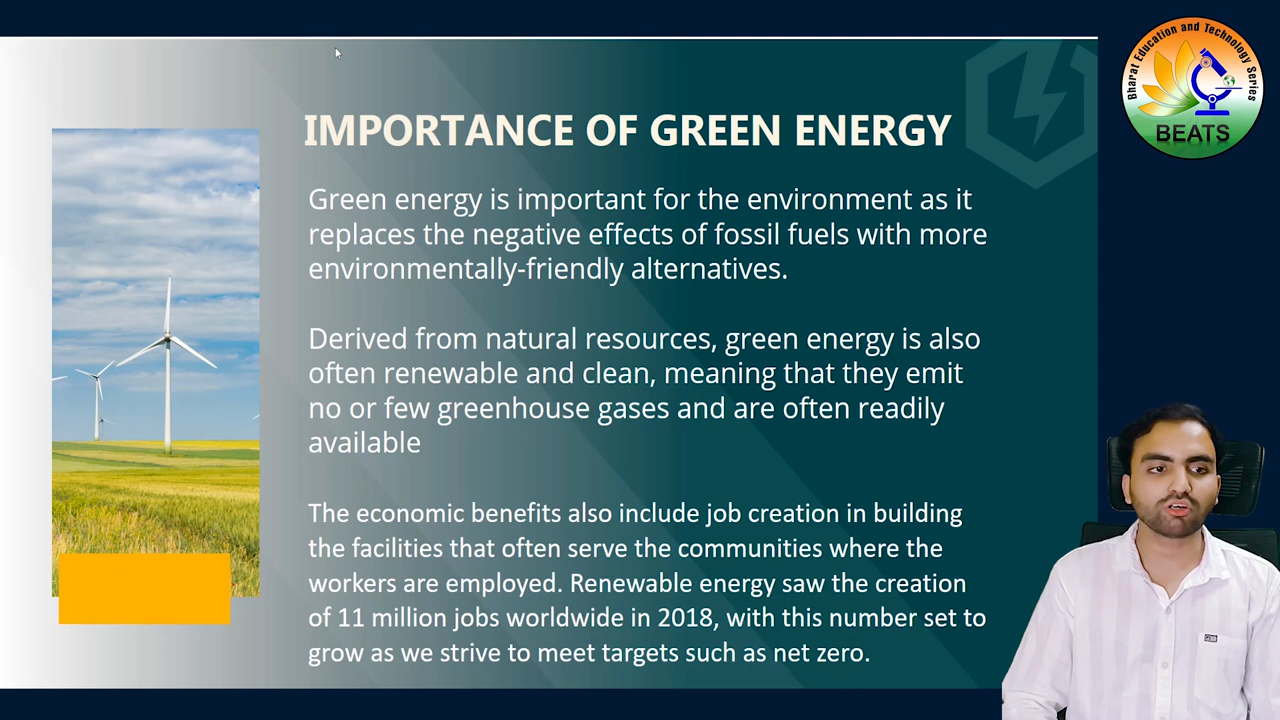 IMPORTANCE OF GREEN ENERGY
Green energy is important for the environment as it
replaces the negative effects of fossil fuels with more
environmentally-friendly alternatives.
Derived from natural resources, green energy is also
often renewable and clean, meaning that they emit
no or few greenhouse gases and are often readily
available
The economic benefits also include job creation in building
the facilities that often serve the communities where the
workers are employed. Renewable energy saw the creation
of 11 million jobs worldwide in 2018, with this number set to
grow as we strive to meet targets such as net zero.
Bharat Education and Technology Series
BEATS